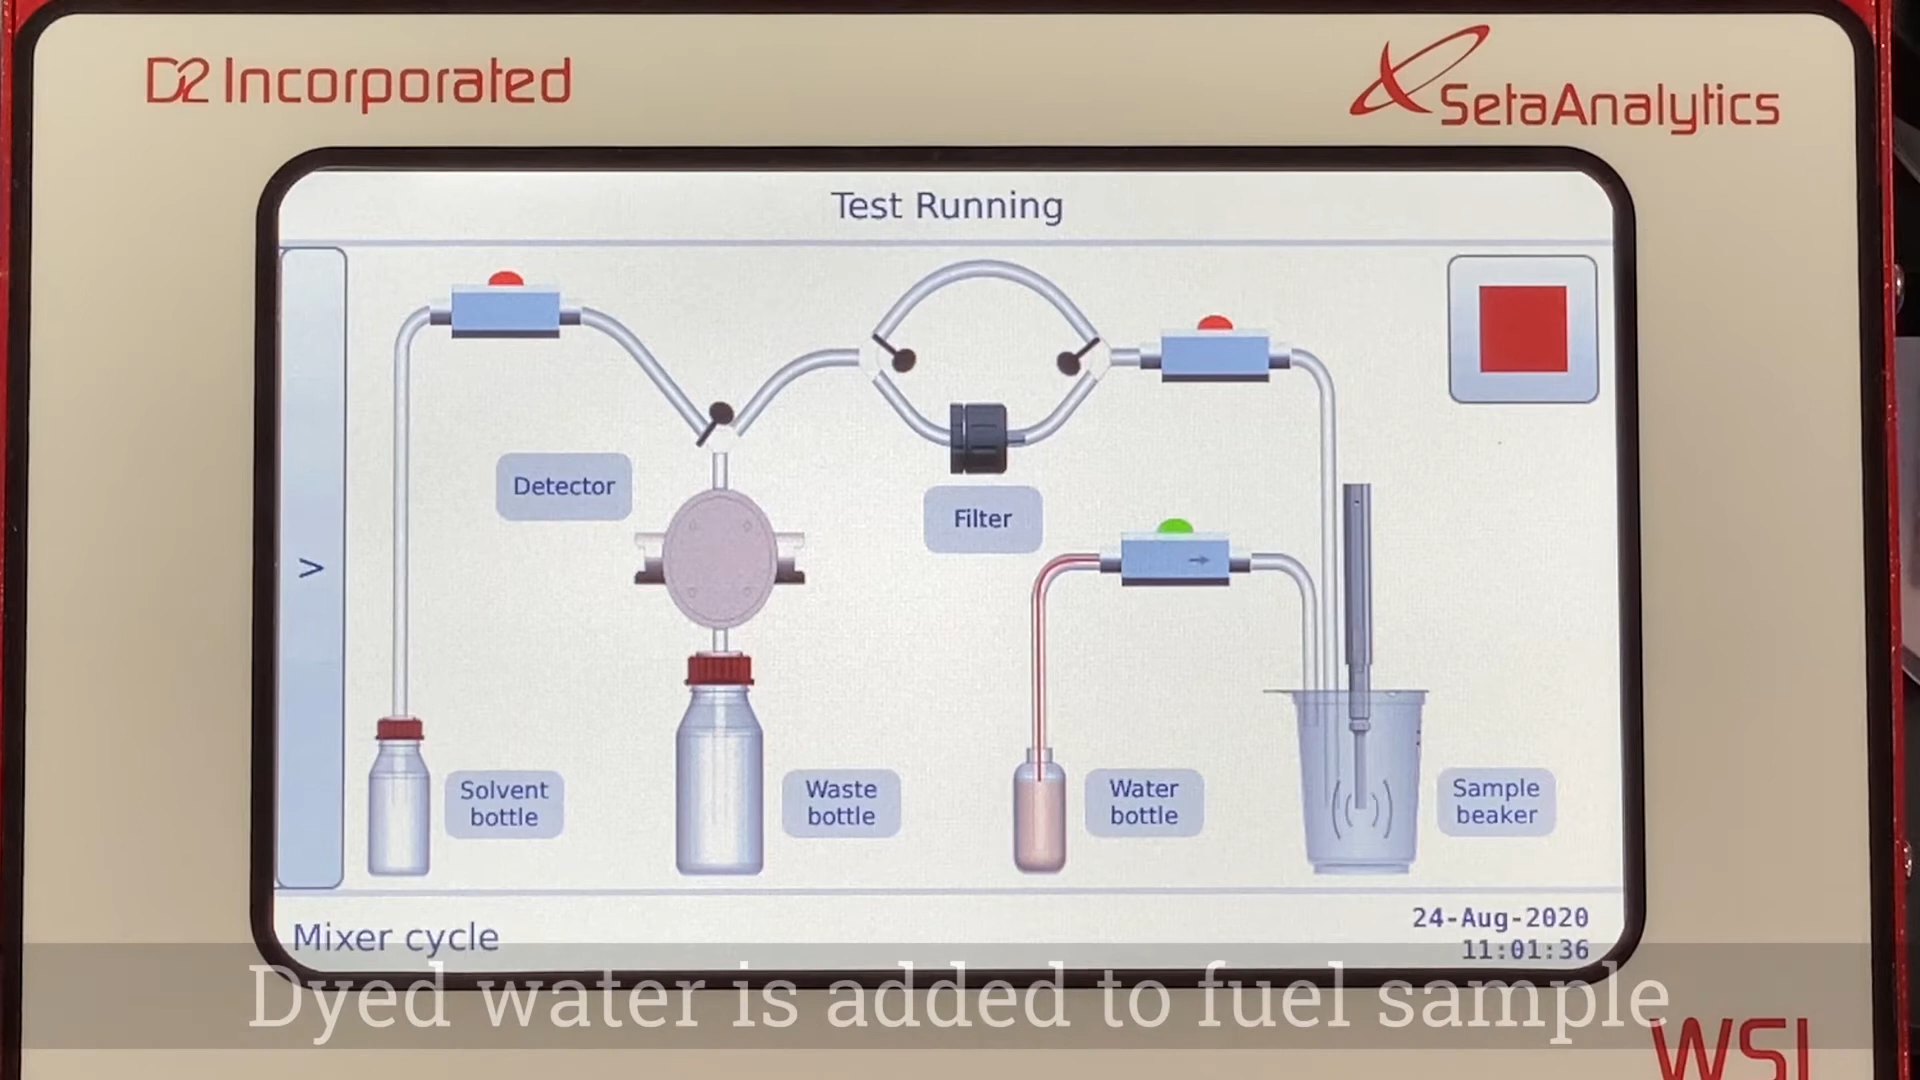 D2 Incorporated
SetaAnalytics
Test Running
>
Detector
Filter
Solvent
bottle
Waste
bottle
Water
bottle
Sample
beaker
Mixer cycle
24-Aug-2020
11:01:36
Dyed water is added to fuel sample
WSI